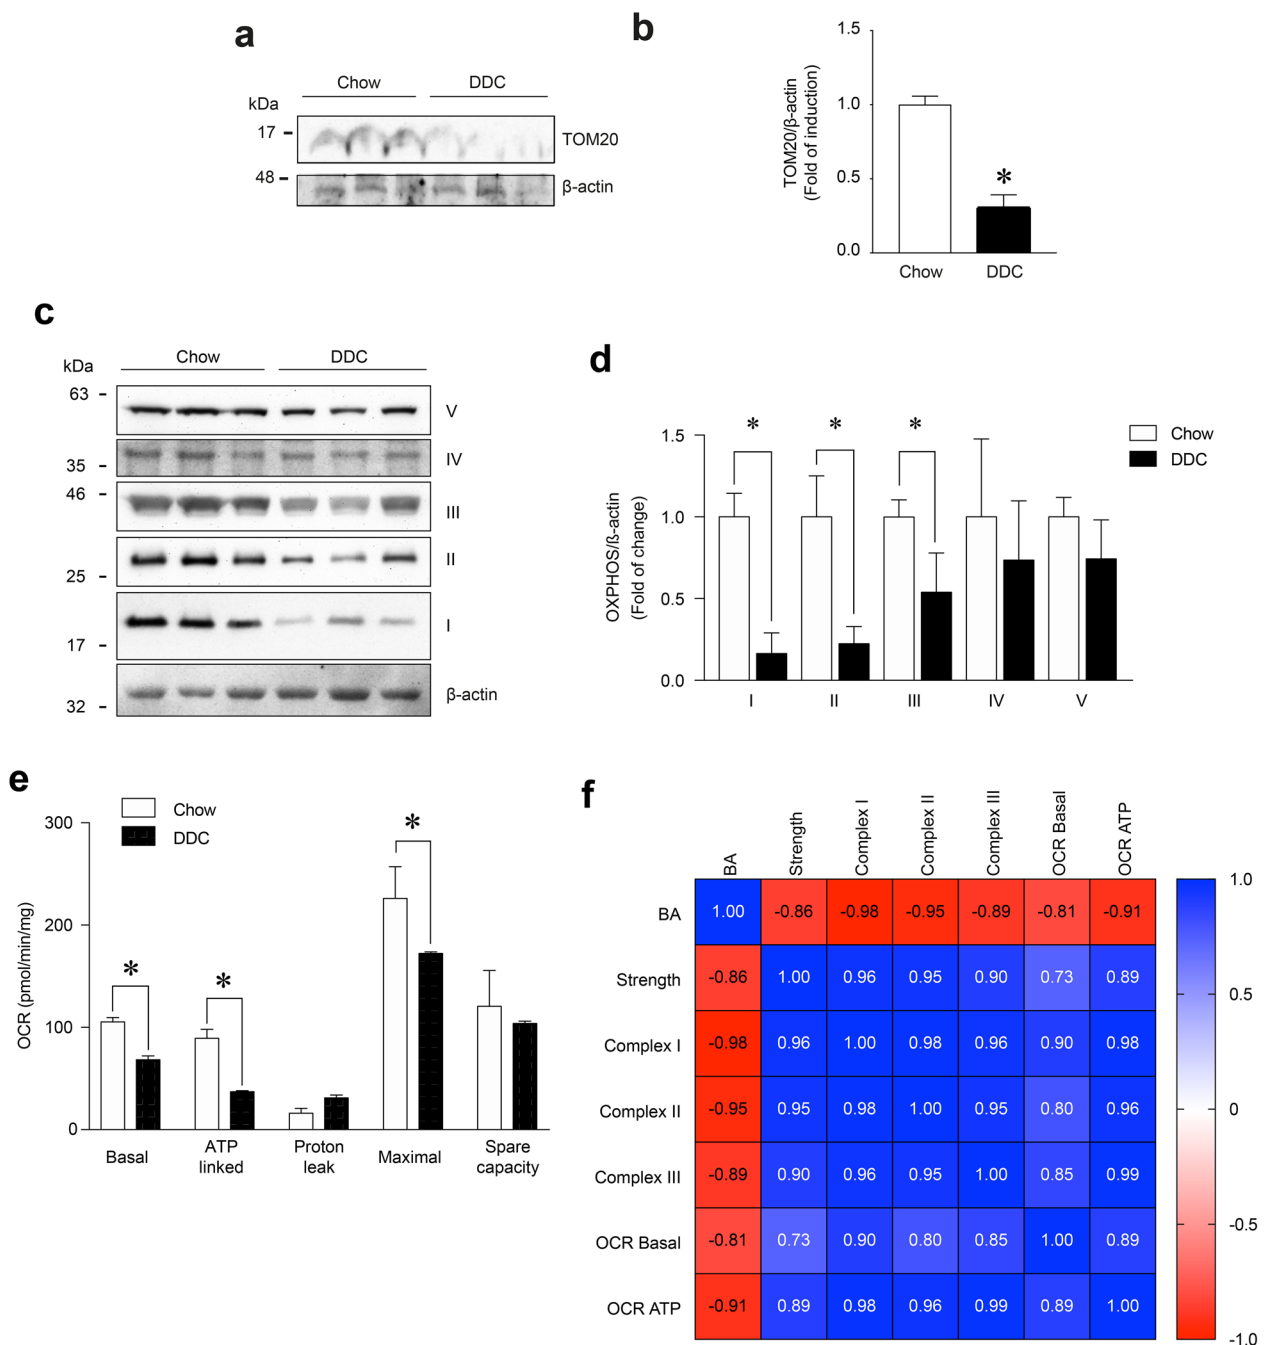 a
Chow DDC
kDa
17
TOM20
48
β-actin
b
TOM20/β-actin
(Fold of induction)
1.5
1.0
0.5
0.0
*
Chow DDC
c
Chow DDC
kDa
63
V
35
IV
46
III
25
II
17
I
32
β-actin
d
OXPHOS/ß-actin
(Fold of change)
1.5
1.0
0.5
0.0
* * *
Chow
DDC
I II III IV V
e
Chow
DDC
OCR (pmol/min/mg)
300
200
100
0
* * *
Basal
ATP
linked
Proton
leak
Maximal
Spare
capacity
f
BA Strength Complex I Complex II Complex III OCR Basal OCR ATP
BA 1.00 -0.86 -0.98 -0.95 -0.89 -0.81 -0.91
Strength -0.86 1.00 0.96 0.95 0.90 0.73 0.89
Complex I -0.98 0.96 1.00 0.98 0.96 0.90 0.98
Complex II -0.95 0.95 0.98 1.00 0.95 0.80 0.96
Complex III -0.89 0.90 0.96 0.95 1.00 0.85 0.99
OCR Basal -0.81 0.73 0.90 0.80 0.85 1.00 0.89
OCR ATP -0.91 0.89 0.98 0.96 0.99 0.89 1.00
1.0
0.5
0
-0.5
-1.0